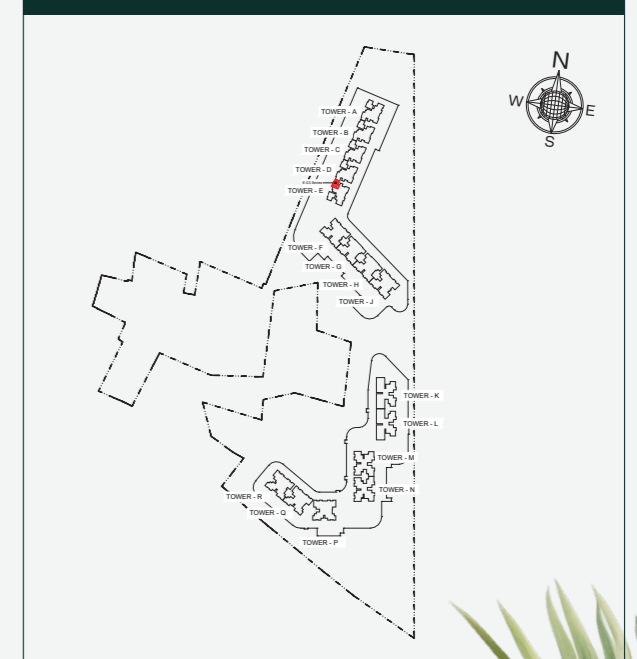 N
W
E
S
TOWER - A
TOWER - B
TOWER - C
TOWER - D
TOWER - E
TOWER - F
TOWER - G
TOWER - H
TOWER - J
TOWER - K
TOWER - L
TOWER - M
TOWER - N
TOWER - R
TOWER - Q
TOWER - P